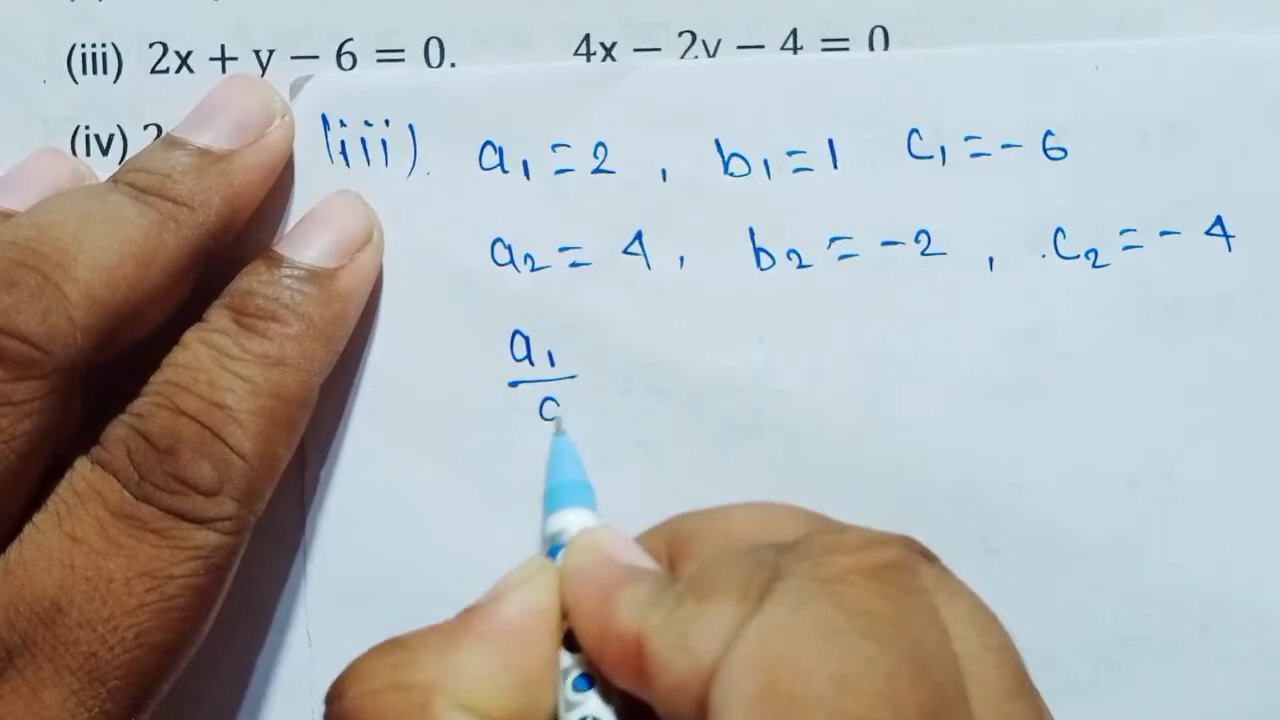 (iii) 2x + y − 6 = 0. 4x − 2y − 4 = 0
(iv) 2
(iii). a₁ = 2, b₁ = 1 c₁ = - 6
a₂ = 4, b₂ = -2, c₂ = - 4
a₁